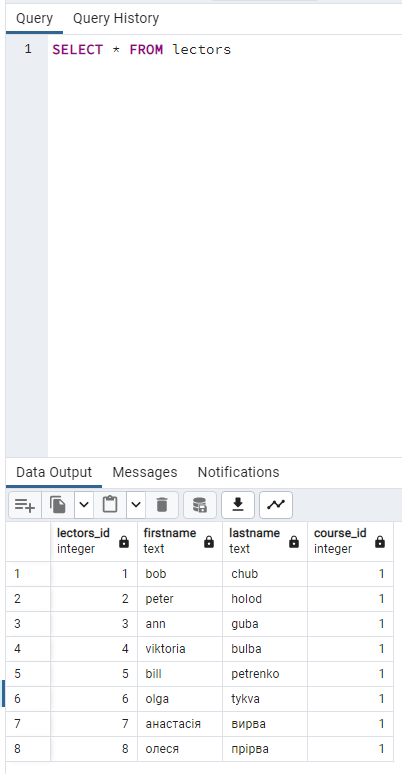 Query Query History
1 SELECT * FROM lectors
Data Output Messages Notifications
lectors_id firstname lastname course_id
integer text text integer
1 1 bob chub 1
2 2 peter holod 1
3 3 ann guba 1
4 4 viktoria bulba 1
5 5 bill petrenko 1
6 6 olga tykva 1
7 7 анастасія вирва 1
8 8 олеся прірва 1